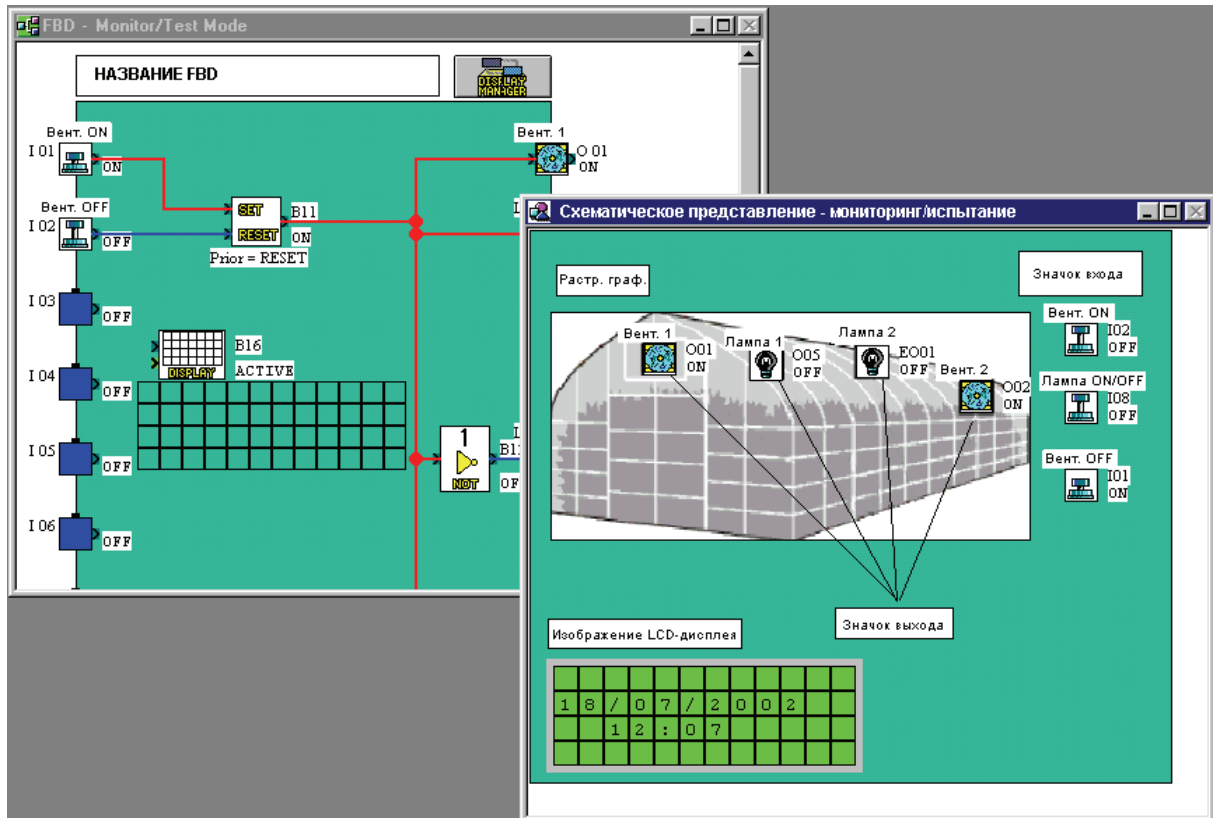 FBD - Monitor/Test Mode
НАЗВАНИЕ FBD
DISPLAY
MANAGER
Вент. ON
I 01
ON
Вент. OFF
I 02
OFF
SET
RESET
B11
ON
Prior = RESET
Вент. 1
O 01
ON
I 03
OFF
B16
DISPLAY
ACTIVE
I 04
OFF
I 05
OFF
1
NOT
I 06
OFF
Схематическое представление - мониторинг/испытание
Растр. граф.
Значок входа
Вент. 1
O01
ON
Лампа 1
O05
OFF
Лампа 2
EO01
OFF
Вент. 2
O02
ON
Вент. ON
I02
OFF
Лампа ON/OFF
I08
OFF
Вент. OFF
I01
ON
Значок выхода
Изображение LCD-дисплея
18/07/2002
12:07